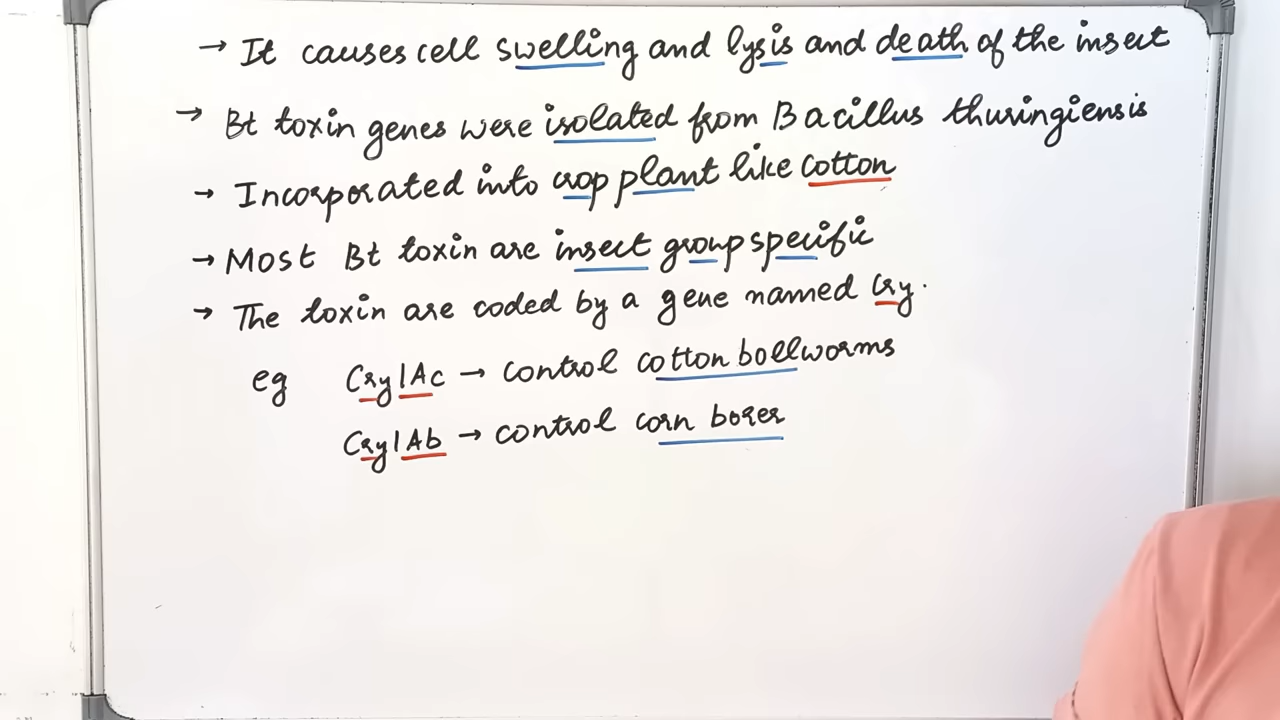 → It causes cell swelling and lysis and death of the insect
→ Bt toxin genes were isolated from Bacillus thuringiensis
→ Incorporated into crop plant like cotton
→ Most Bt toxin are insect group specific
→ The toxin are coded by a gene named cry.
eg CryIAc → control cotton bollworms
CryIAb → control corn borer